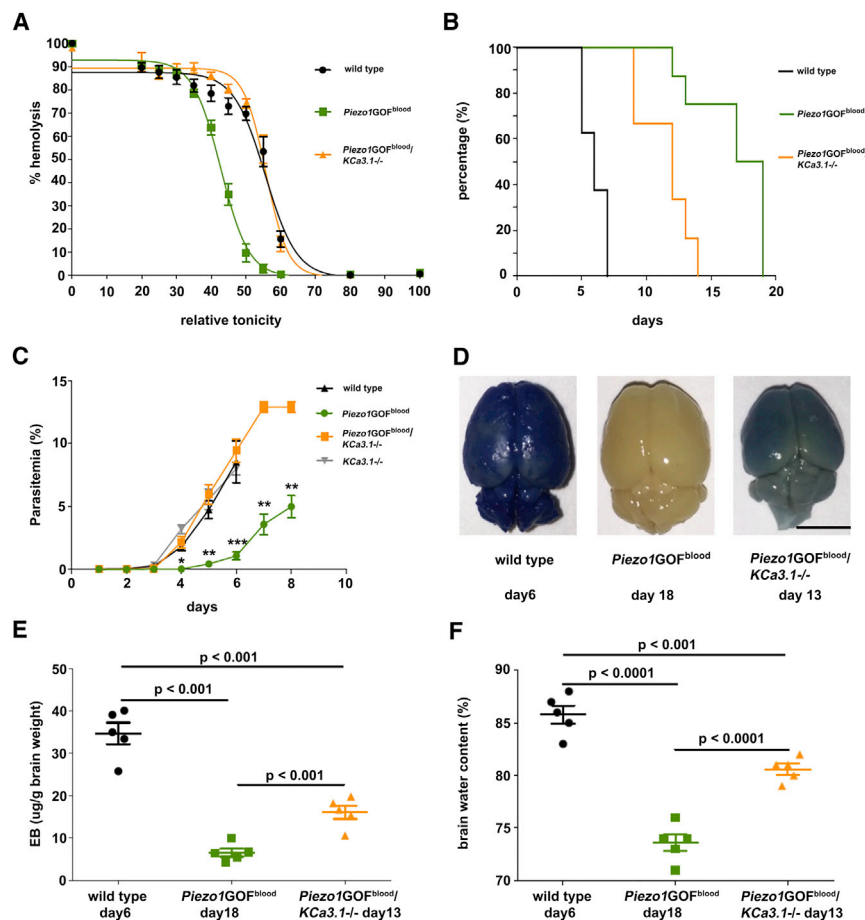 A
% hemolysis
100
90
80
70
60
50
40
30
20
10
0
0 10 20 30 40 50 60 70 80 90 100
relative tonicity
wild type
Piezo1GOFblood
Piezo1GOFblood/
KCa3.1-/-
B
percentage (%)
100
80
60
40
20
0
0 5 10 15 20
days
wild type
Piezo1GOFblood
Piezo1GOFblood
KCa3.1-/-
C
Parasitemia (%)
15
10
5
0
0 2 4 6 8 10
days
* ** *** ** **
wild type
Piezo1GOFblood
Piezo1GOFblood/
KCa3.1-/-
KCa3.1-/-
D
wild type
day6
Piezo1GOFblood
day 18
Piezo1GOFblood/
KCa3.1-/-
day 13
E
EB (ug/g brain weight)
50
40
30
20
10
0
p < 0.001
p < 0.001
p < 0.001
wild type
day6
Piezo1GOFblood
day18
Piezo1GOFblood/
KCa3.1-/- day13
F
brain water content (%)
90
85
80
75
70
p < 0.001
p < 0.0001
p < 0.0001
wild type
day6
Piezo1GOFblood
day18
Piezo1GOFblood/
KCa3.1-/- day13